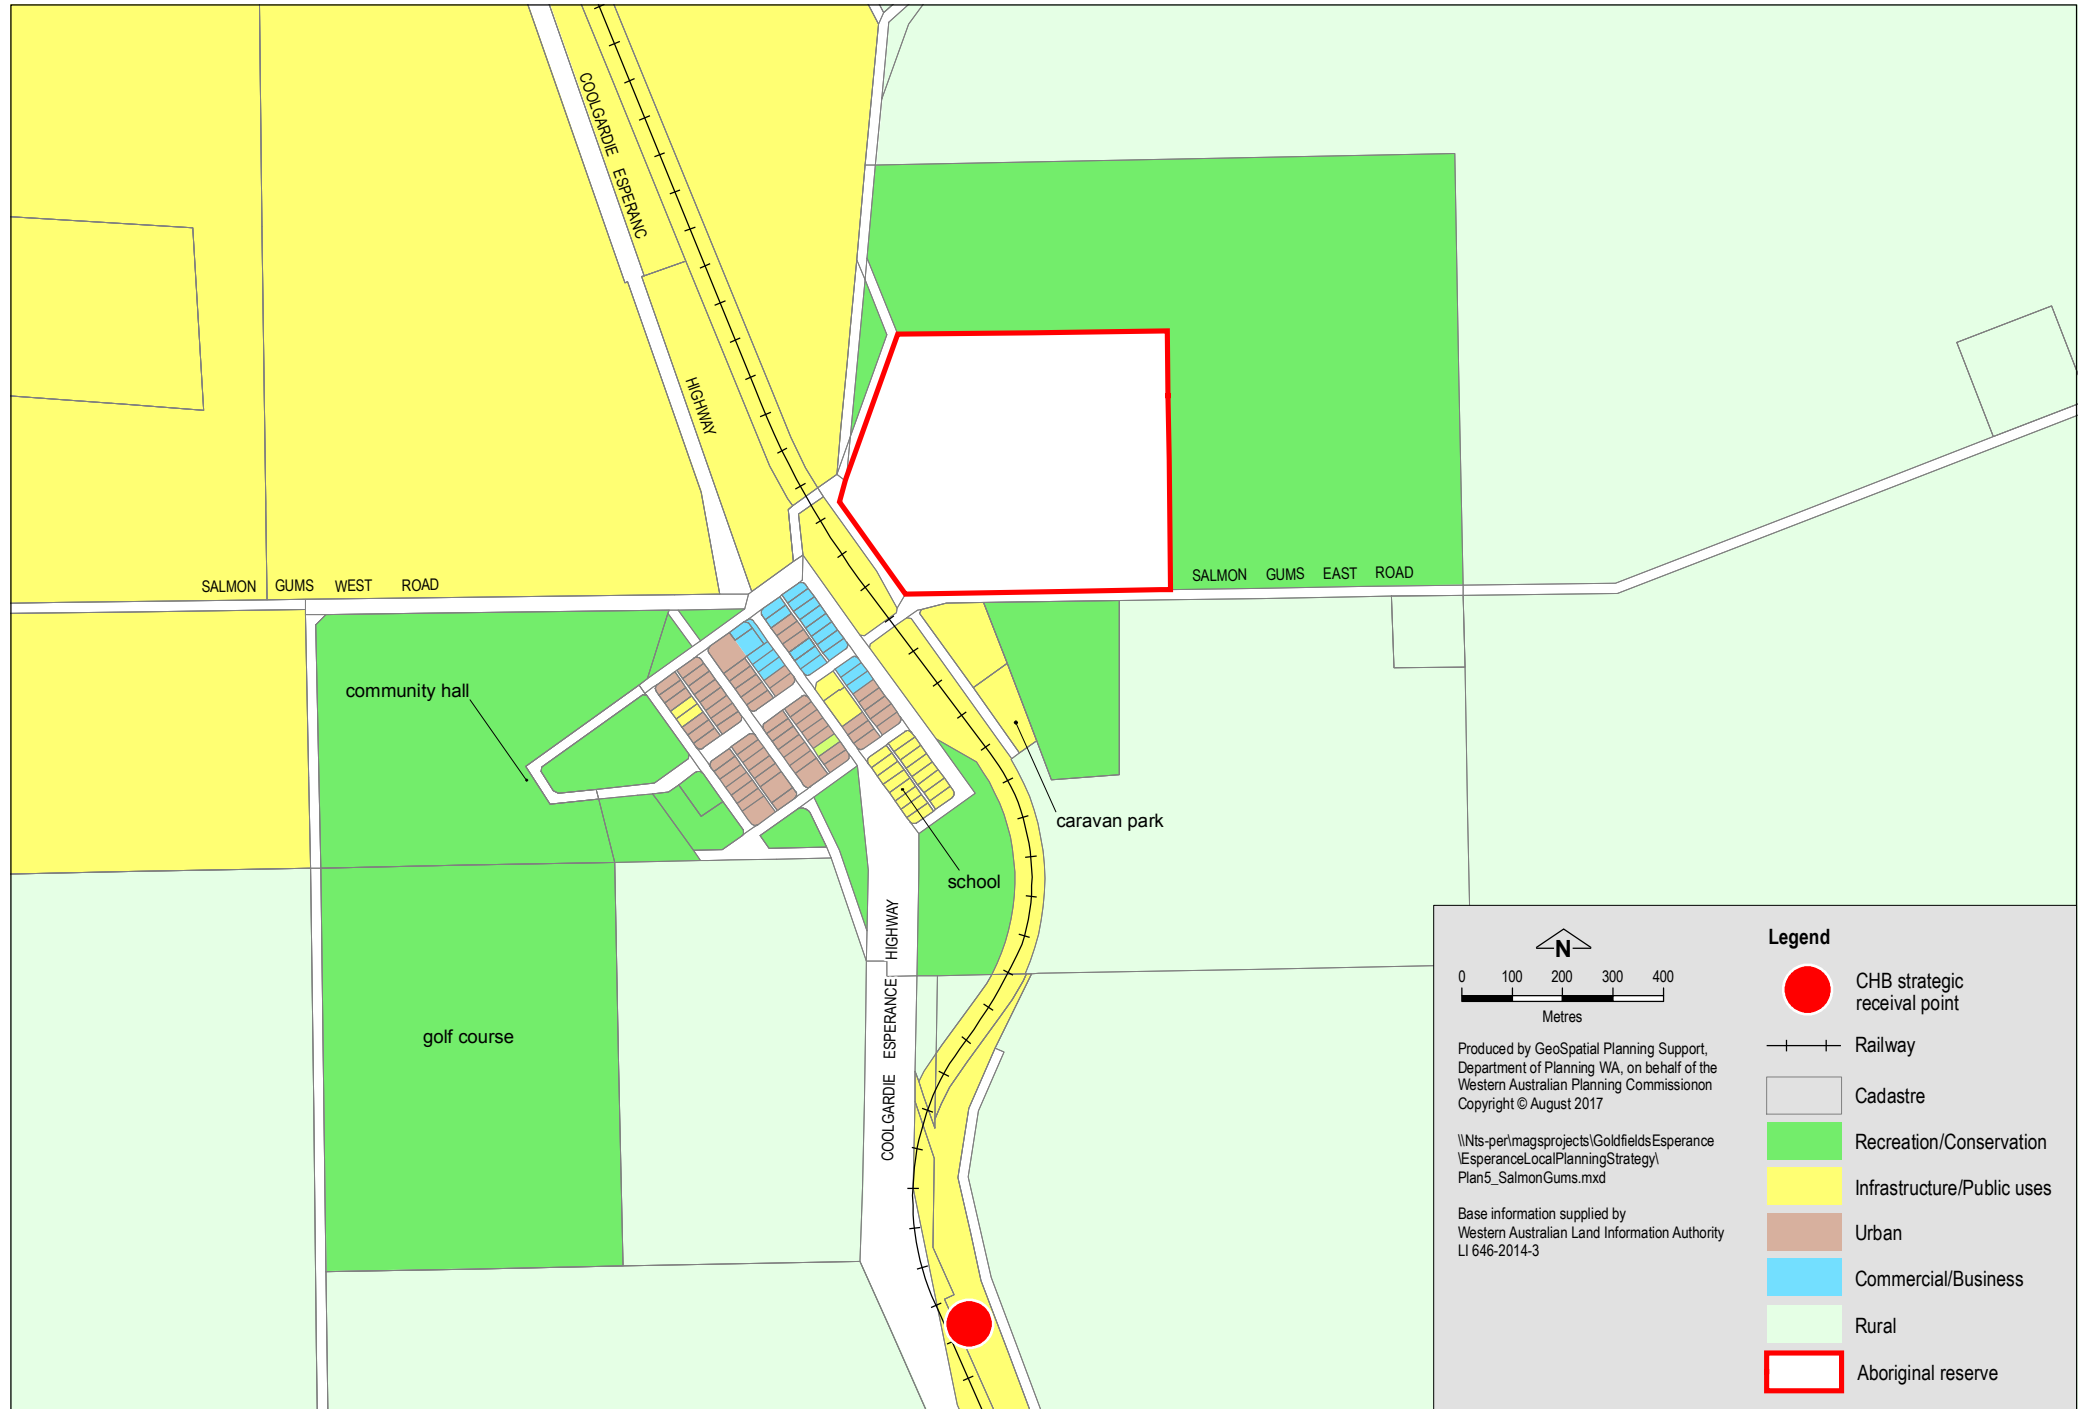 COOLGARDIE ESPERANC
HIGHWAY
SALMON GUMS WEST ROAD
SALMON GUMS EAST ROAD
community hall
caravan park
school
golf course
COOLGARDIE ESPERANCE HIGHWAY
N
0 100 200 300 400
Metres
Produced by GeoSpatial Planning Support,
Department of Planning WA, on behalf of the
Western Australian Planning Commissionon
Copyright © August 2017
\\Nts-per\magsprojects\GoldfieldsEsperance
\EsperanceLocalPlanningStrategy\
Plan5_SalmonGums.mxd
Base information supplied by
Western Australian Land Information Authority
LI 646-2014-3
Legend
CHB strategic
receival point
Railway
Cadastre
Recreation/Conservation
Infrastructure/Public uses
Urban
Commercial/Business
Rural
Aboriginal reserve